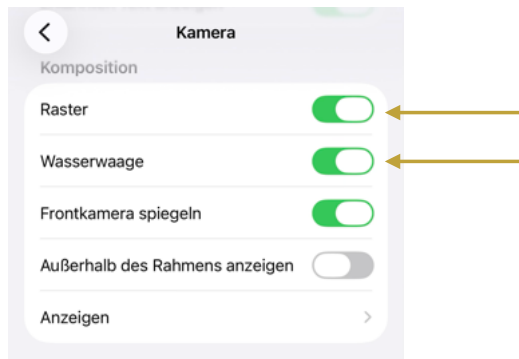 Kamera
Komposition
Raster
Wasserwaage
Frontkamera spiegeln
Außerhalb des Rahmens anzeigen
Anzeigen